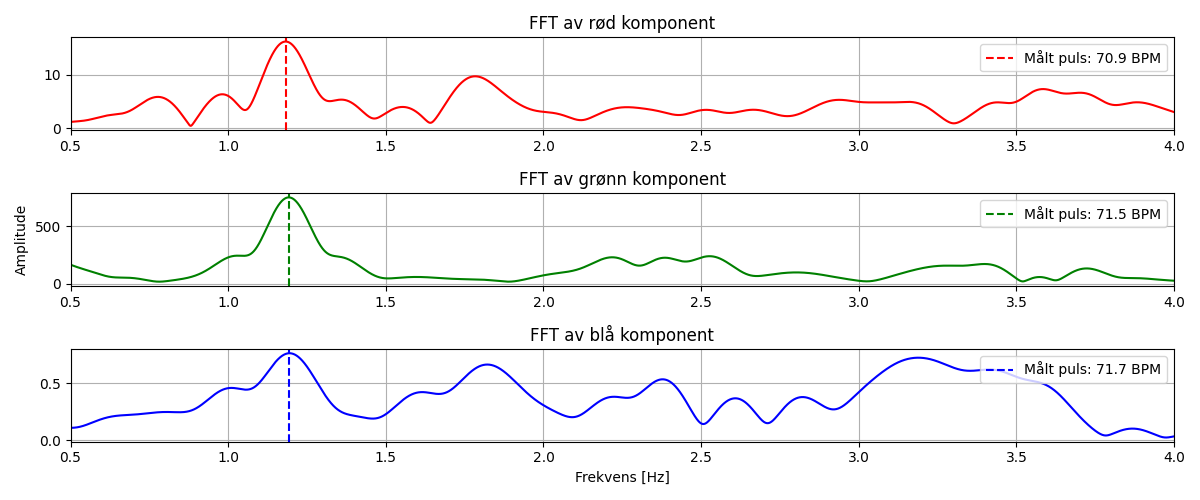 FFT av rød komponent
10
0
Målt puls: 70.9 BPM
0.5 1.0 1.5 2.0 2.5 3.0 3.5 4.0
FFT av grønn komponent
Amplitude
500
0
Målt puls: 71.5 BPM
0.5 1.0 1.5 2.0 2.5 3.0 3.5 4.0
FFT av blå komponent
0.5
0.0
Målt puls: 71.7 BPM
0.5 1.0 1.5 2.0 2.5 3.0 3.5 4.0
Frekvens [Hz]